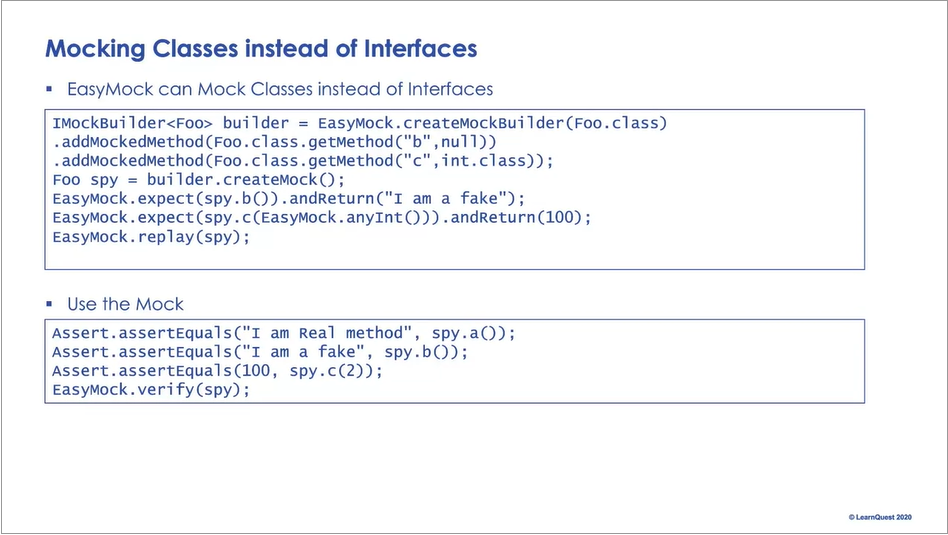 Mocking Classes instead of Interfaces
▪ EasyMock can Mock Classes instead of Interfaces
IMockBuilder<Foo> builder = EasyMock.createMockBuilder(Foo.class)
.addMockedMethod(Foo.class.getMethod("b",null))
.addMockedMethod(Foo.class.getMethod("c",int.class));
Foo spy = builder.createMock();
EasyMock.expect(spy.b()).andReturn("I am a fake");
EasyMock.expect(spy.c(EasyMock.anyInt())).andReturn(100);
EasyMock.replay(spy);
▪ Use the Mock
Assert.assertEquals("I am Real method", spy.a());
Assert.assertEquals("I am a fake", spy.b());
Assert.assertEquals(100, spy.c(2));
EasyMock.verify(spy);
© LearnQuest 2020